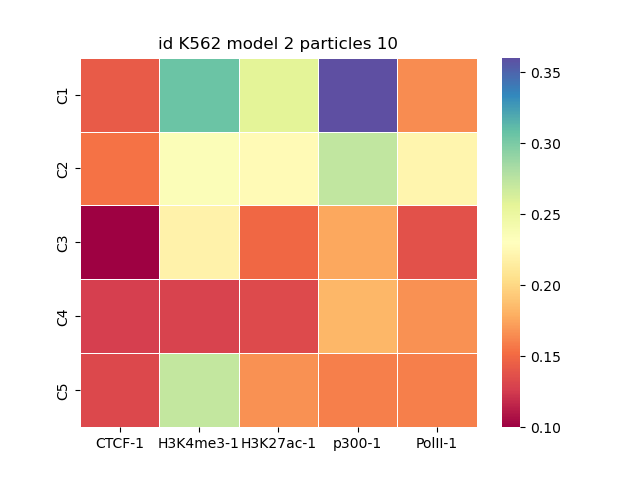 id K562 model 2 particles 10
C1
C2
C3
C4
C5
CTCF-1 H3K4me3-1 H3K27ac-1 p300-1 PolII-1
0.35
0.30
0.25
0.20
0.15
0.10